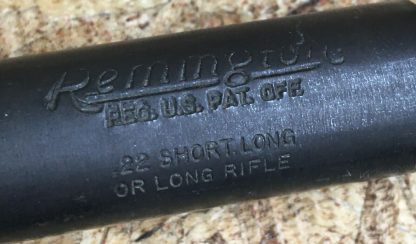 Remington
REG. U.S. PAT. OFF.
.22 SHORT, LONG
OR LONG RIFLE